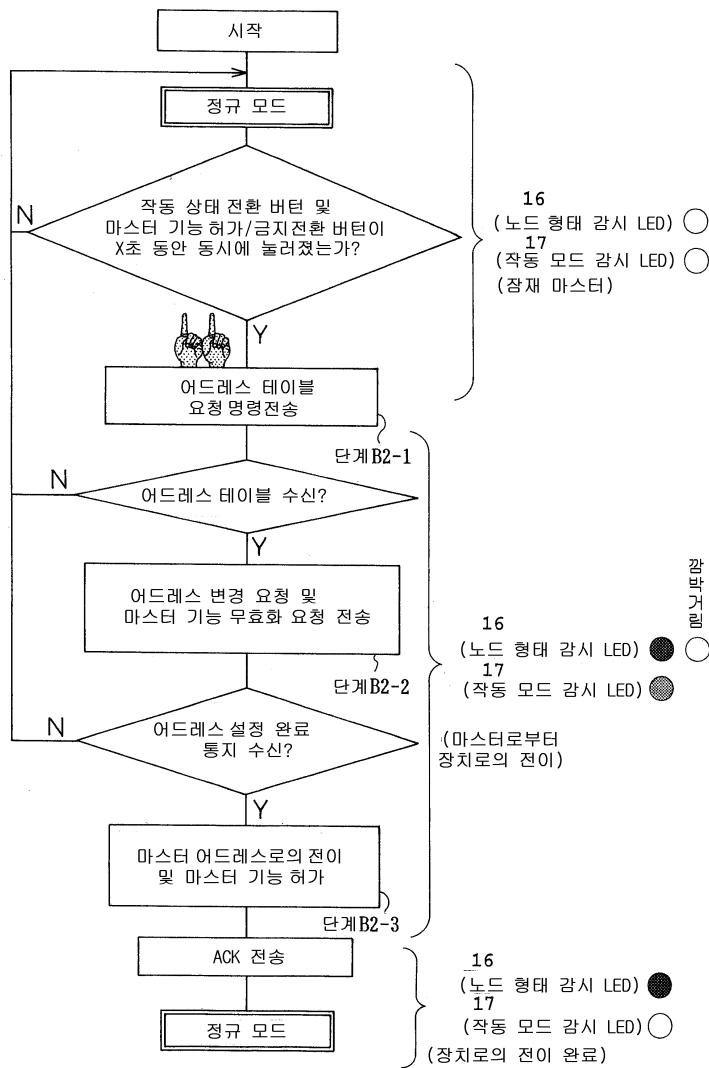 시작
정규 모드
작동 상태 전환 버턴 및
마스터 기능 허가/금지전환 버턴이
X초 동안 동시에 눌러졌는가?
N
Y
16
(노드 형태 감시 LED)
17
(작동 모드 감시 LED)
(잠재 마스터)
어드레스 테이블
요청명령전송
단계B2-1
N
어드레스 테이블 수신?
Y
어드레스 변경 요청 및
마스터 기능 무효화 요청 전송
단계B2-2
깜박거림
16
(노드 형태 감시 LED)
17
(작동 모드 감시 LED)
(마스터로부터
장치로의 전이)
N
어드레스 설정 완료
통지 수신?
Y
마스터 어드레스로의 전이
및 마스터 기능 허가
단계B2-3
ACK 전송
정규 모드
16
(노드 형태 감시 LED)
17
(작동 모드 감시 LED)
(장치로의 전이 완료)